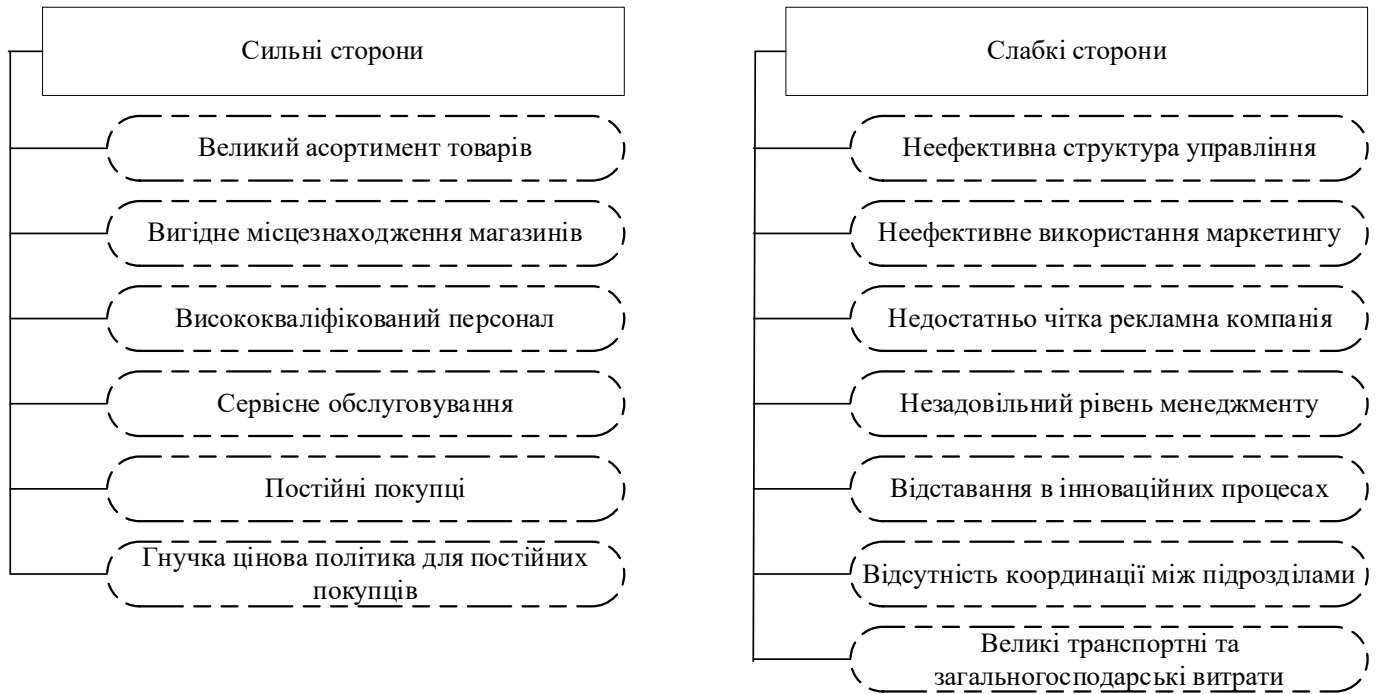 Сильні сторони
Великий асортимент товарів
Вигідне місцезнаходження магазинів
Висококваліфікований персонал
Сервісне обслуговування
Постійні покупці
Гнучка цінова політика для постійних
покупців
Слабкі сторони
Неефективна структура управління
Неефективне використання маркетингу
Недостатньо чітка рекламна компанія
Незадовільний рівень менеджменту
Відставання в інноваційних процесах
Відсутність координації між підрозділами
Великі транспортні та
загальногосподарські витрати